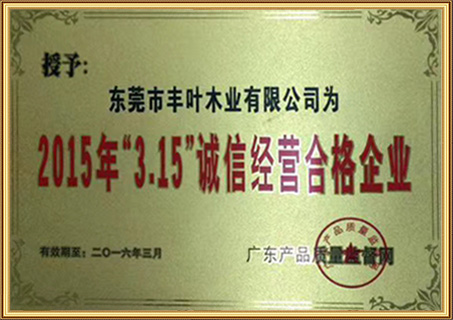 授予:
东莞市丰叶木业有限公司为
2015年“3.15”诚信经营合格企业
有效期至:二〇一六年三月
广东产品质量监督网